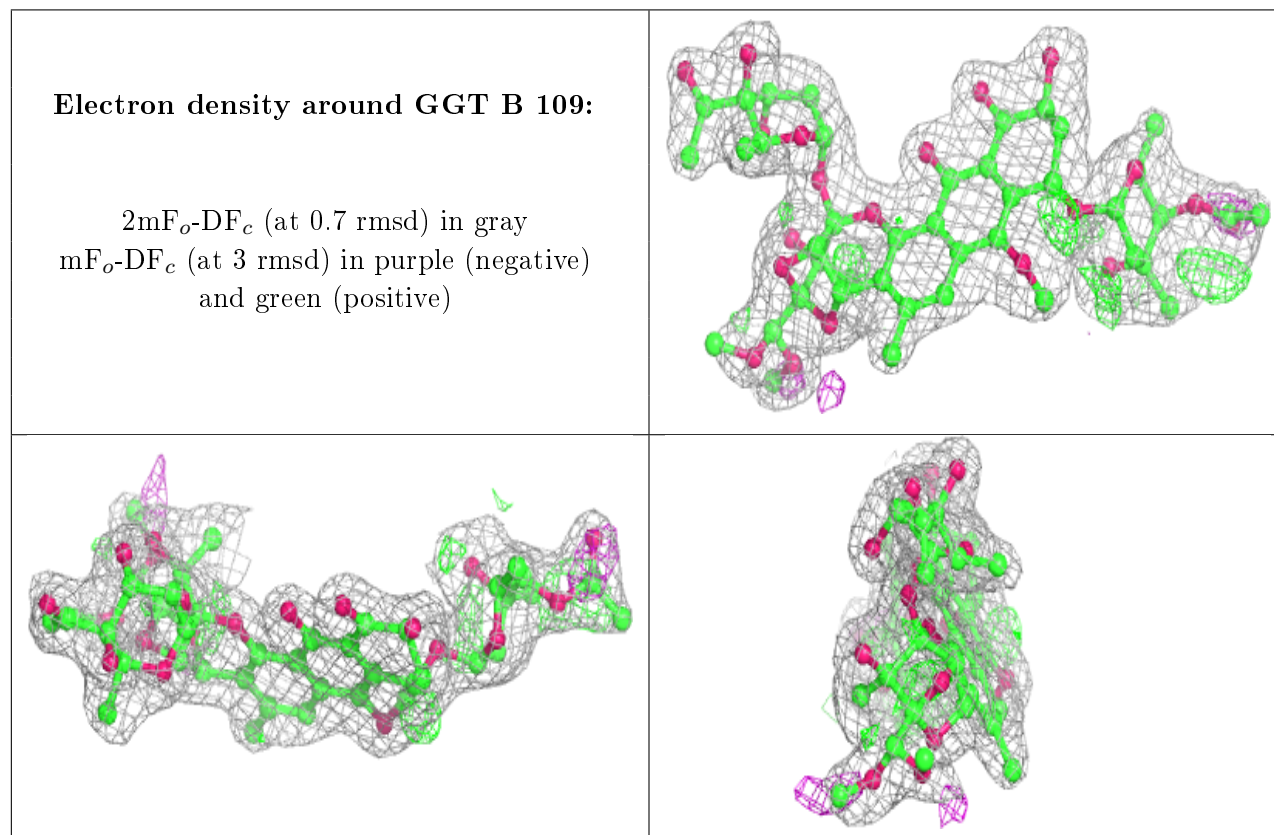 Electron density around GGT B 109:
2mFo-DFc (at 0.7 rmsd) in gray
mFo-DFc (at 3 rmsd) in purple (negative)
and green (positive)